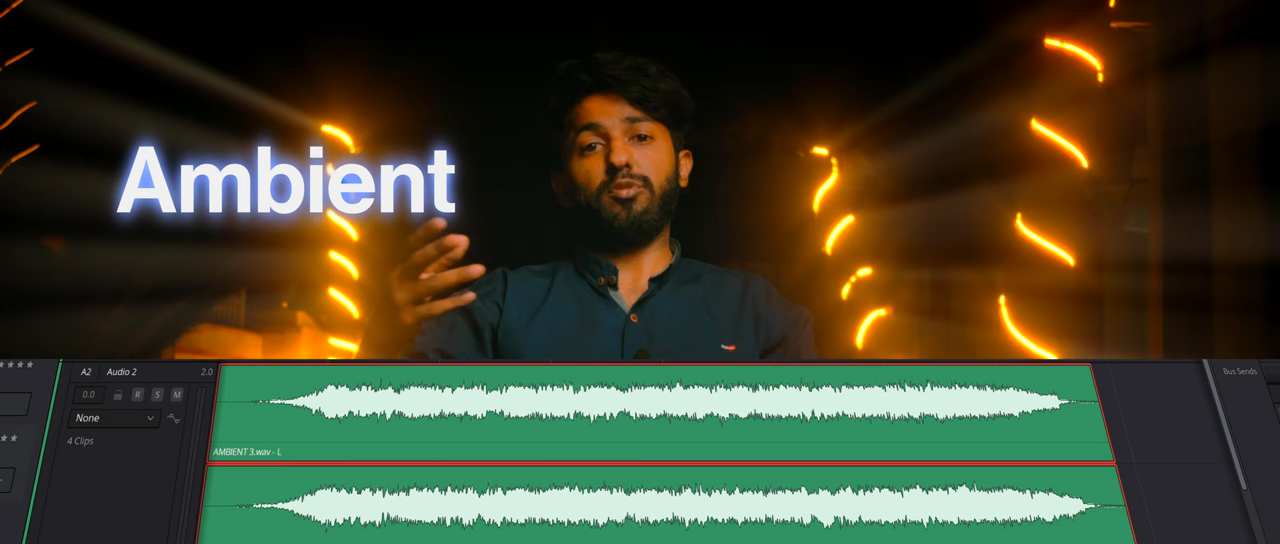 Ambient
A2 Audio 2 2.0
0.0 R S M
None
4 Clips
AMBIENT 3.wav - L
Bus Sends